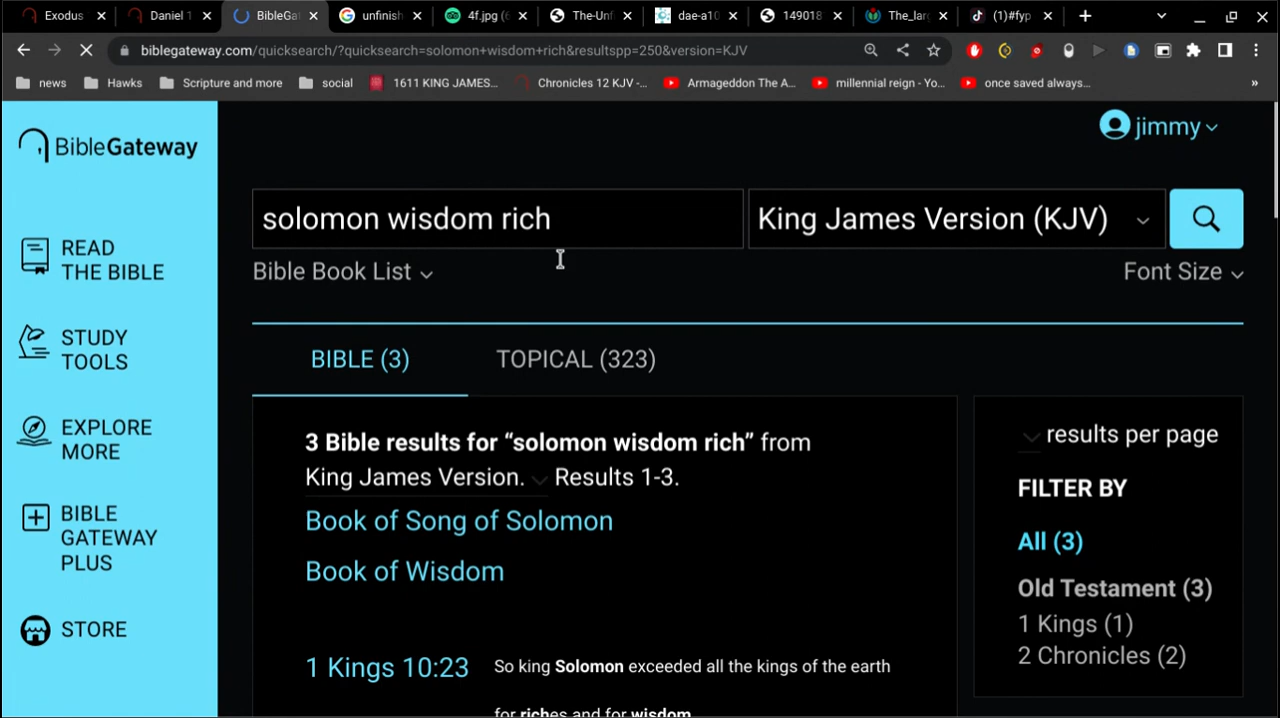 Exodus
Daniel 1
BibleGat
unfinish
4f.jpg (6
The-Unf
dae-a10
149018
The_larg
(1)#fyp
biblegateway.com/quicksearch/?quicksearch=solomon+wisdom+rich&resultspp=250&version=KJV
news
Hawks
Scripture and more
social
1611 KING JAMES...
Chronicles 12 KJV -...
Armageddon The A...
millennial reign - Yo...
once saved always...
»
BibleGateway
jimmy
solomon wisdom rich
King James Version (KJV)
Bible Book List
Font Size
READ
THE BIBLE
STUDY
TOOLS
EXPLORE
MORE
BIBLE
GATEWAY
PLUS
STORE
BIBLE (3)
TOPICAL (323)
3 Bible results for “solomon wisdom rich” from
King James Version. Results 1-3.
Book of Song of Solomon
Book of Wisdom
1 Kings 10:23
So king Solomon exceeded all the kings of the earth
for riches and for wisdom.
results per page
FILTER BY
All (3)
Old Testament (3)
1 Kings (1)
2 Chronicles (2)